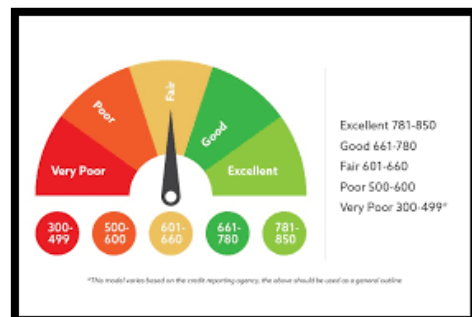 Very Poor
Poor
Fair
Good
Excellent
300-
499
500-
600
601-
660
661-
780
781-
850
Excellent 781-850
Good 661-780
Fair 601-660
Poor 500-600
Very Poor 300-499*
*This model varies based on the credit reporting agency, the above should be used as a general outline